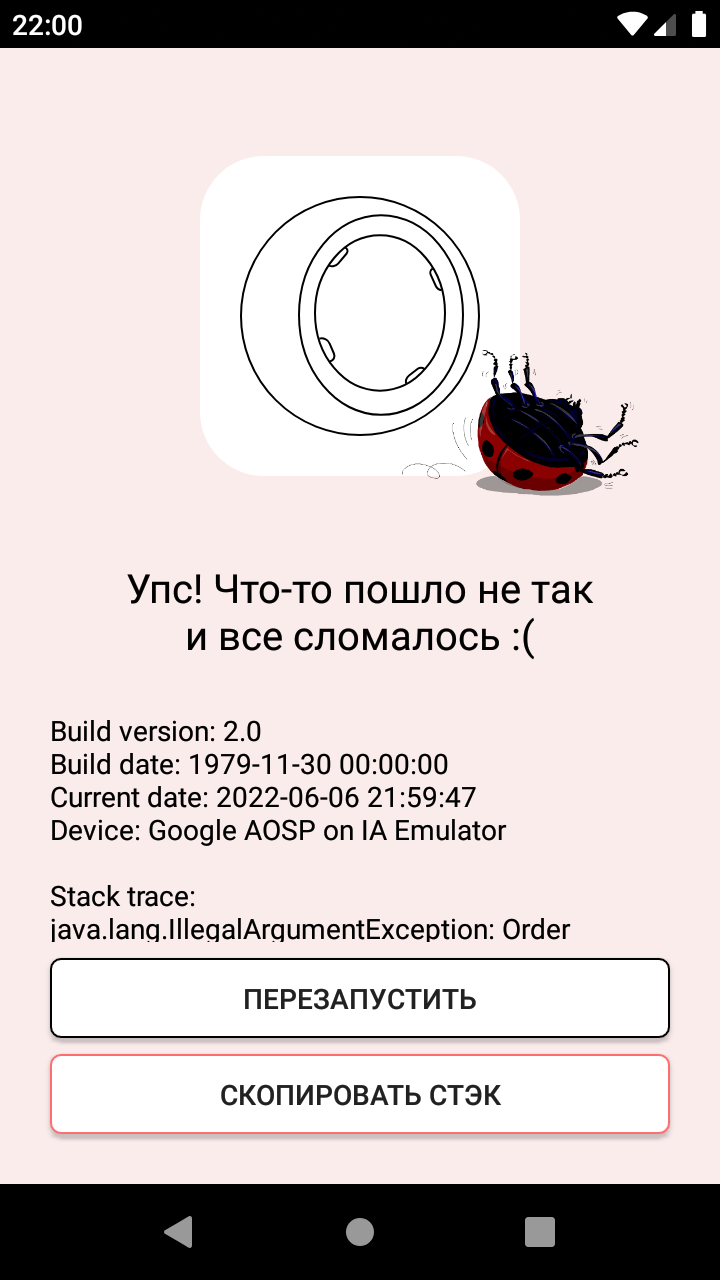 22:00
Упс! Что-то пошло не так
и все сломалось :(
Build version: 2.0
Build date: 1979-11-30 00:00:00
Current date: 2022-06-06 21:59:47
Device: Google AOSP on IA Emulator
Stack trace:
java.lang.IllegalArgumentException: Order
ПЕРЕЗАПУСТИТЬ
СКОПИРОВАТЬ СТЭК